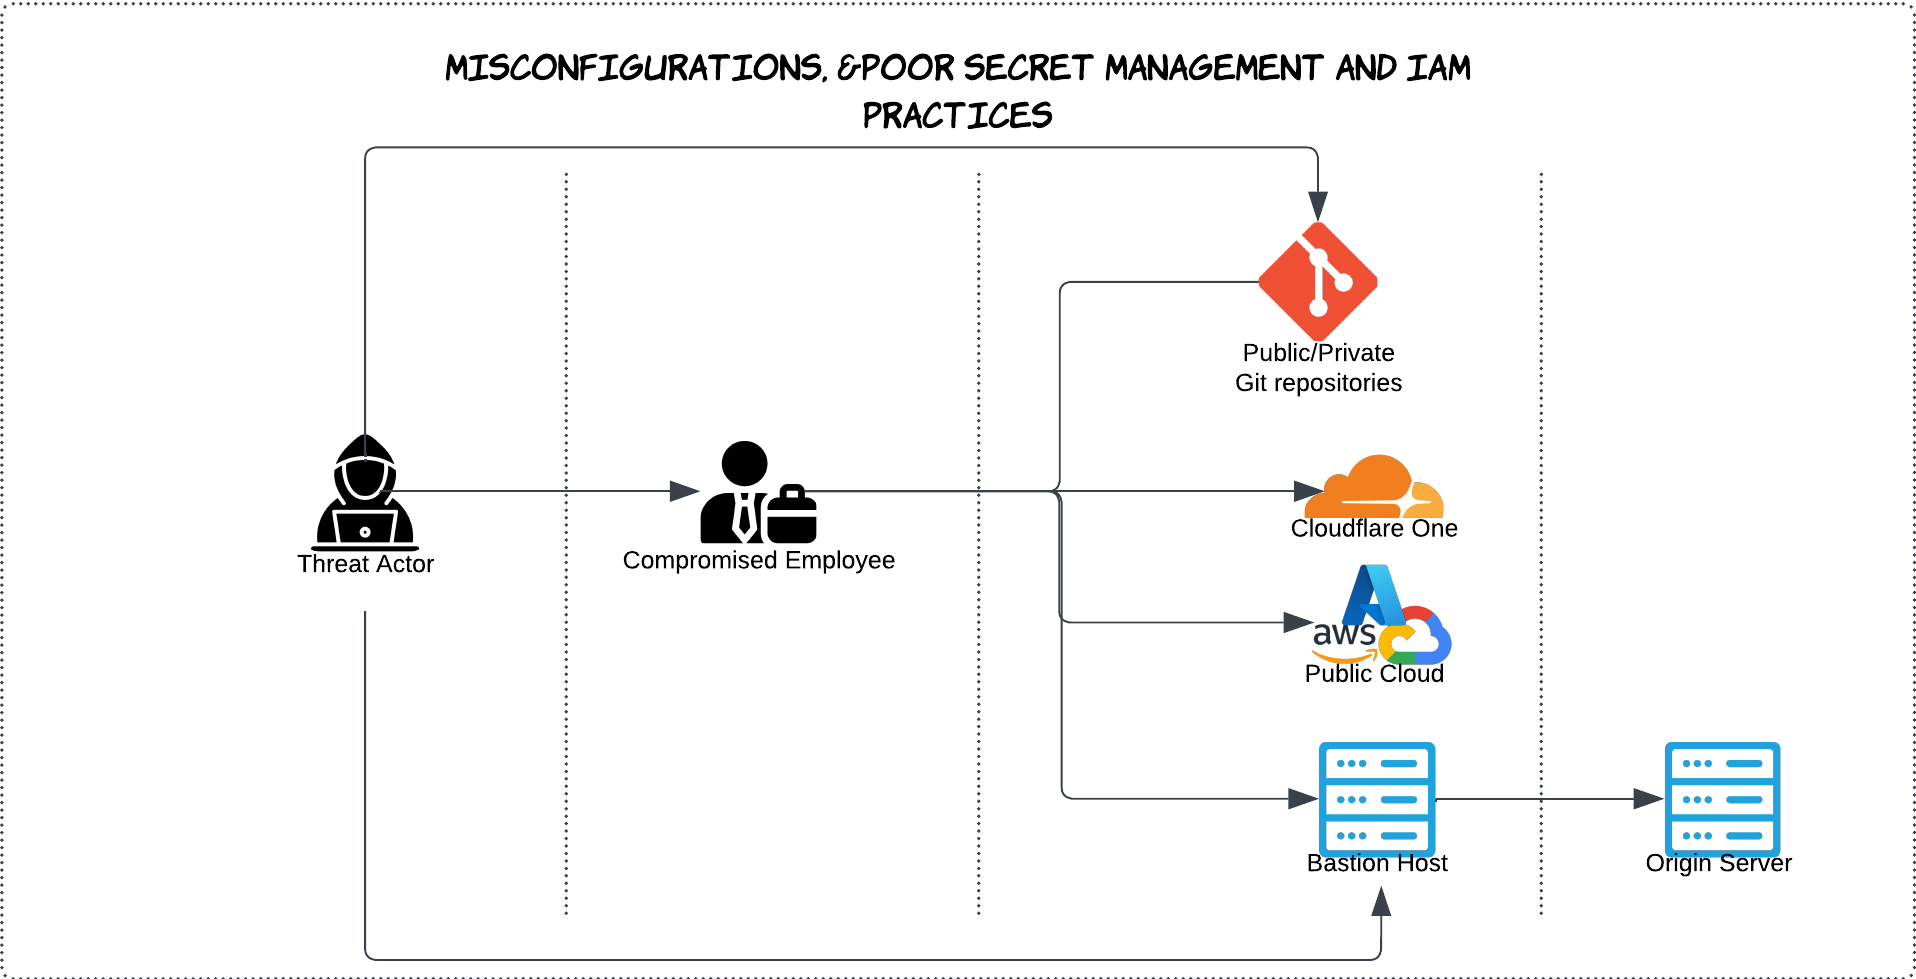 MISCONFIGURATIONS, &POOR SECRET MANAGEMENT AND IAM
PRACTICES
Public/Private
Git repositories
Threat Actor
Compromised Employee
Cloudflare One
aws
Public Cloud
Bastion Host
Origin Server